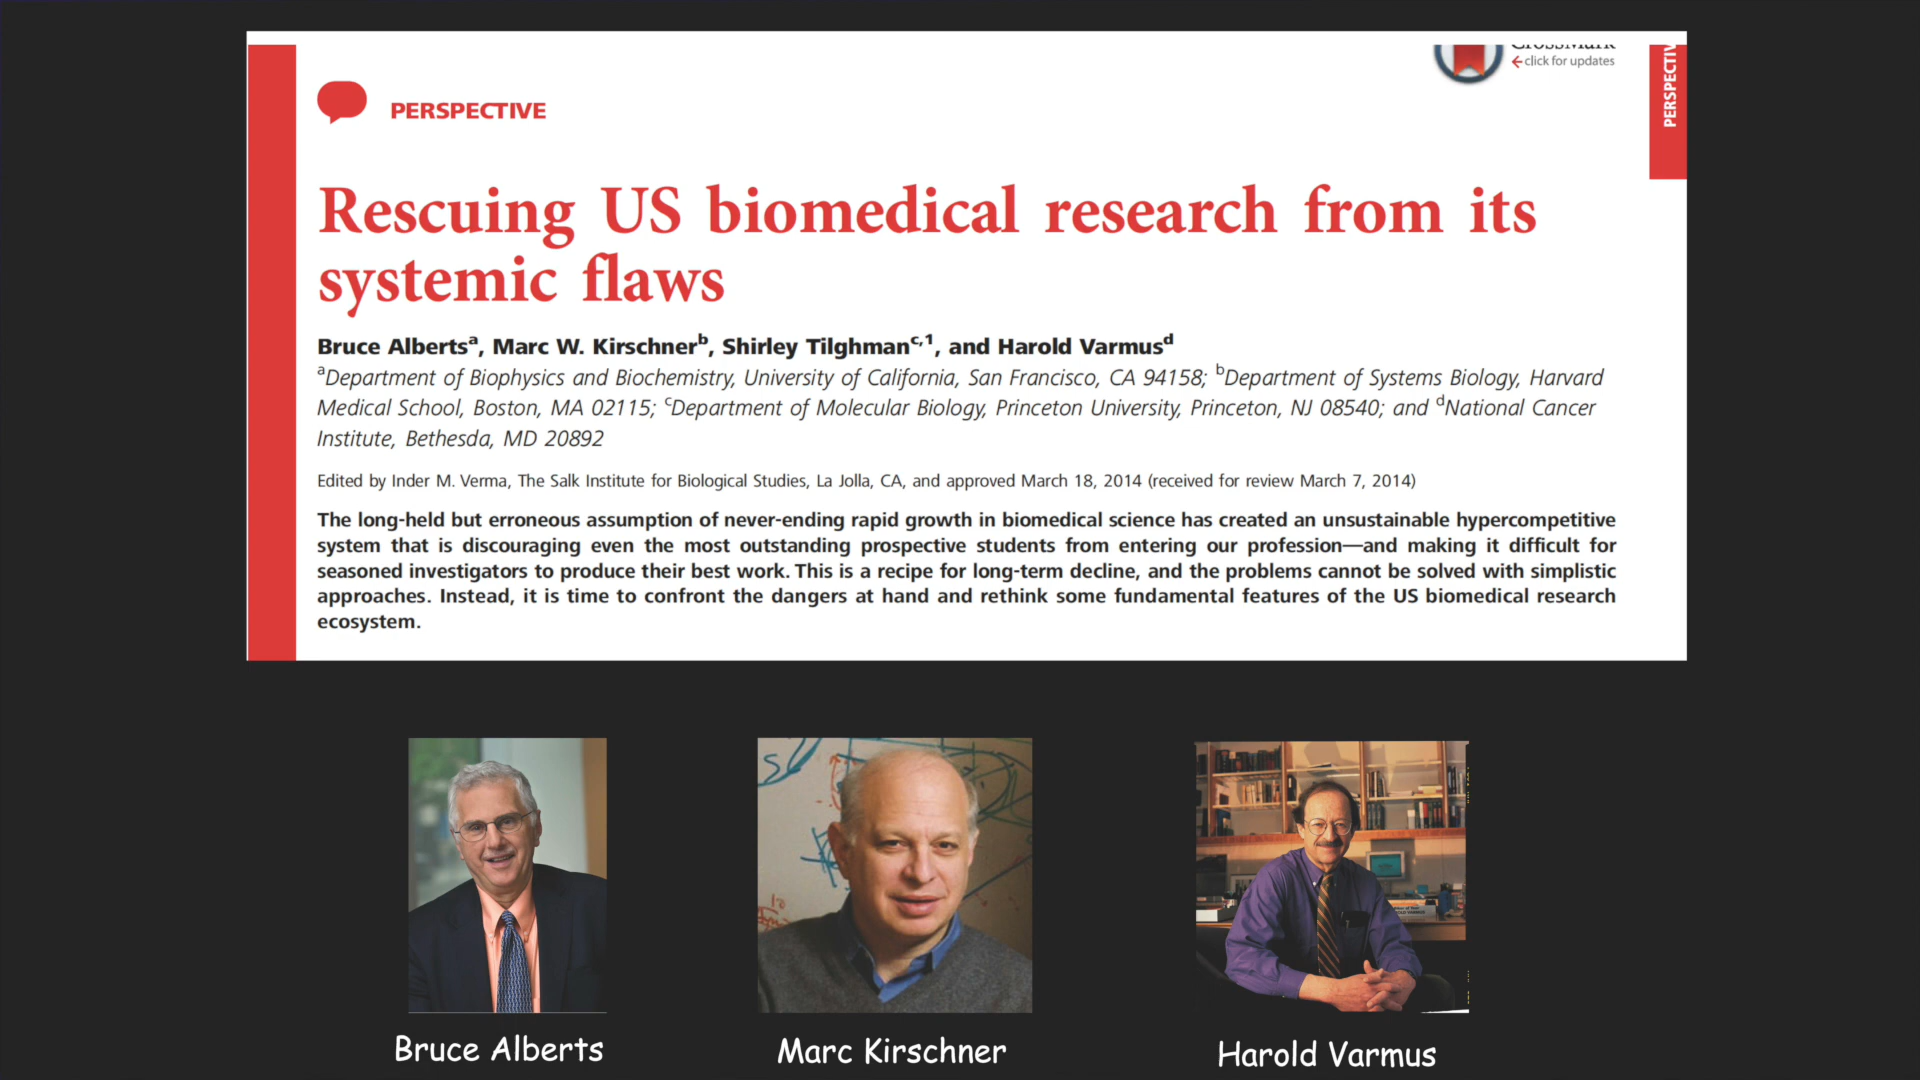 CrossMark
click for updates
PERSPECTIVE
PERSPECTIV
Rescuing US biomedical research from its
systemic flaws
Bruce Albertsᵃ, Marc W. Kirschnerᵇ, Shirley Tilghmanᶜ,¹, and Harold Varmusᵈ
ᵃDepartment of Biophysics and Biochemistry, University of California, San Francisco, CA 94158; ᵇDepartment of Systems Biology, Harvard
Medical School, Boston, MA 02115; ᶜDepartment of Molecular Biology, Princeton University, Princeton, NJ 08540; and ᵈNational Cancer
Institute, Bethesda, MD 20892
Edited by Inder M. Verma, The Salk Institute for Biological Studies, La Jolla, CA, and approved March 18, 2014 (received for review March 7, 2014)
The long-held but erroneous assumption of never-ending rapid growth in biomedical science has created an unsustainable hypercompetitive
system that is discouraging even the most outstanding prospective students from entering our profession—and making it difficult for
seasoned investigators to produce their best work. This is a recipe for long-term decline, and the problems cannot be solved with simplistic
approaches. Instead, it is time to confront the dangers at hand and rethink some fundamental features of the US biomedical research
ecosystem.
Bruce Alberts
Marc Kirschner
Harold Varmus